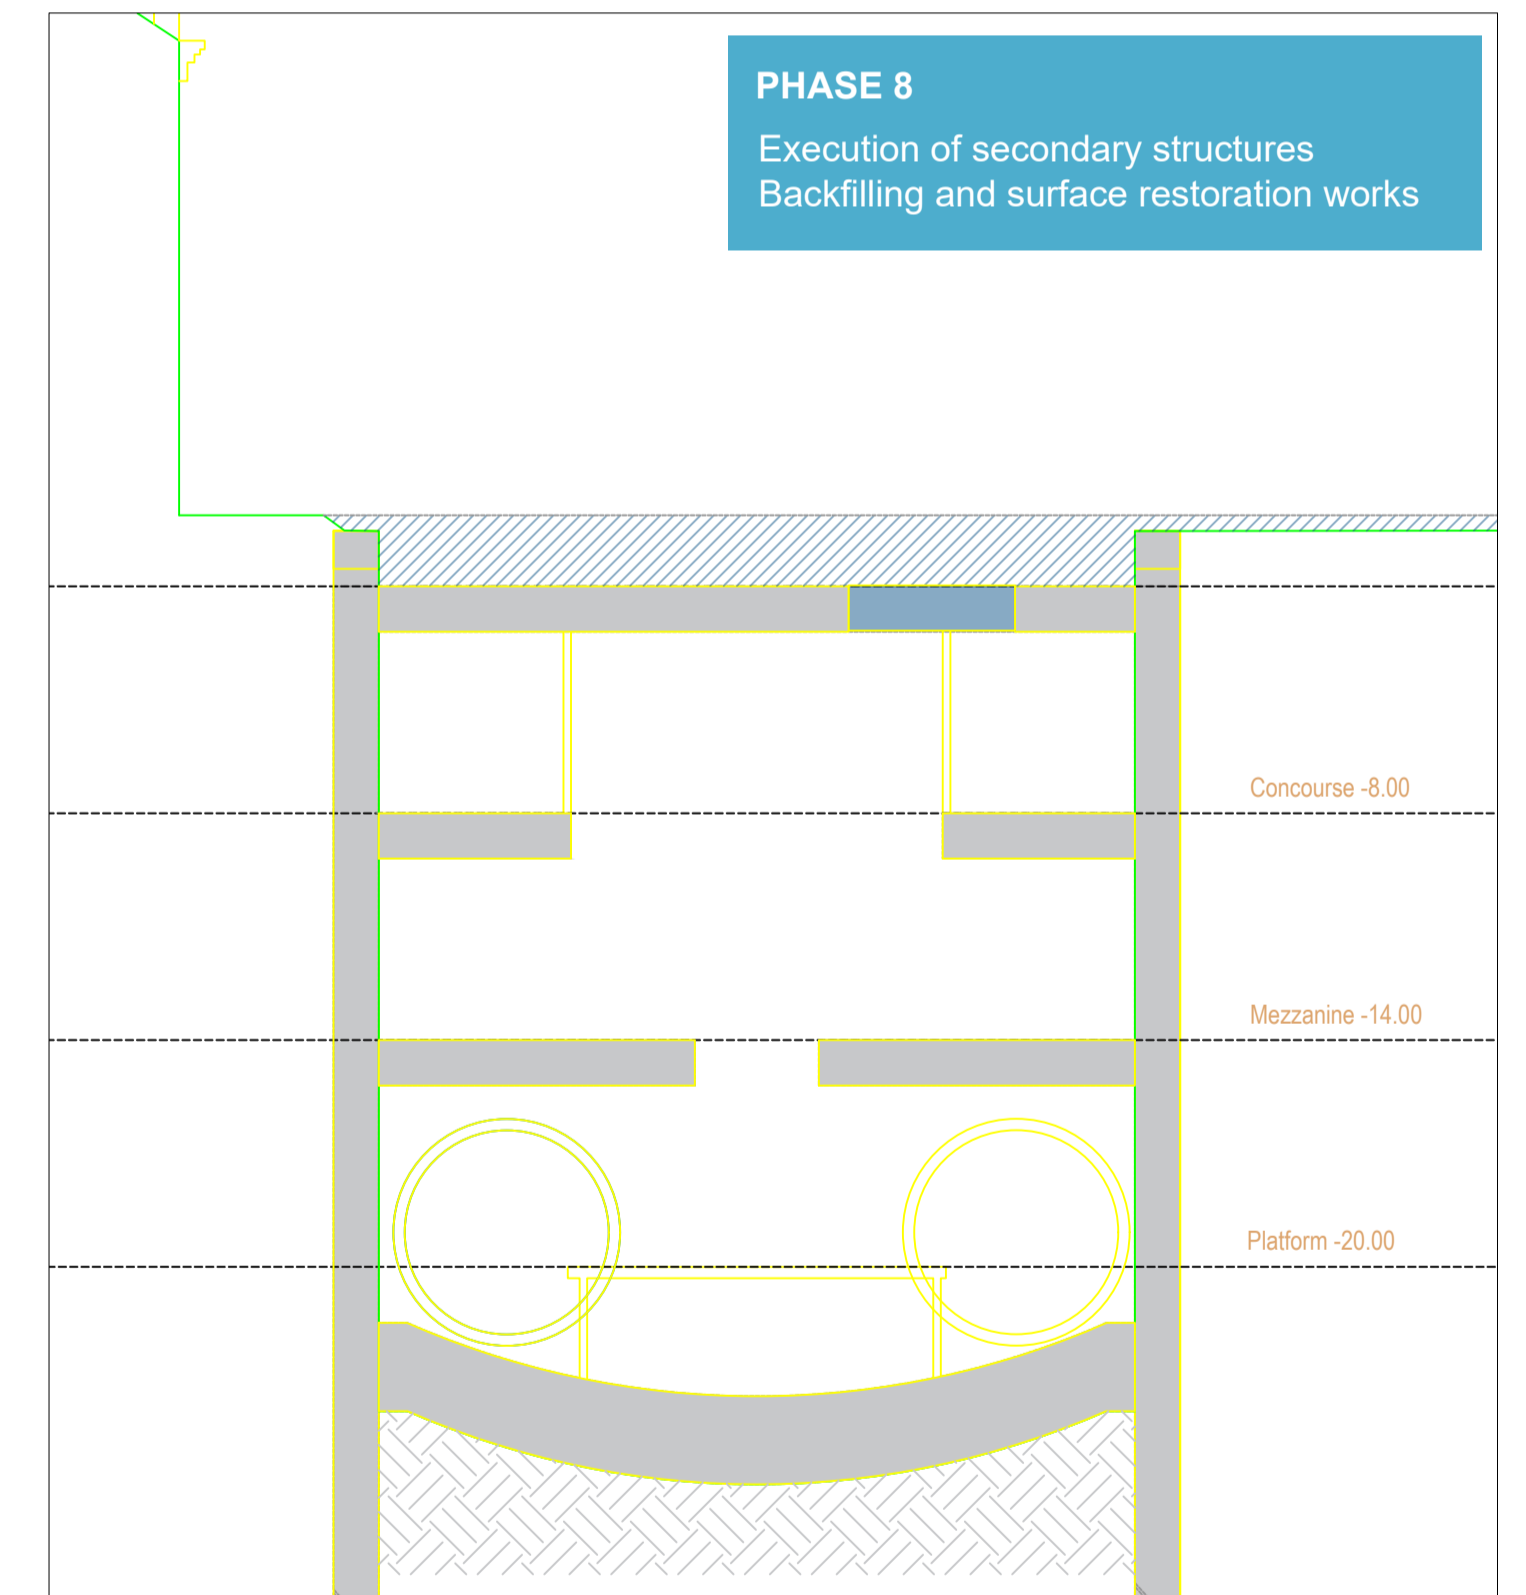 PHASE 8
Execution of secondary structures
Backfilling and surface restoration works
Concourse -8.00
Mezzanine -14.00
Platform -20.00